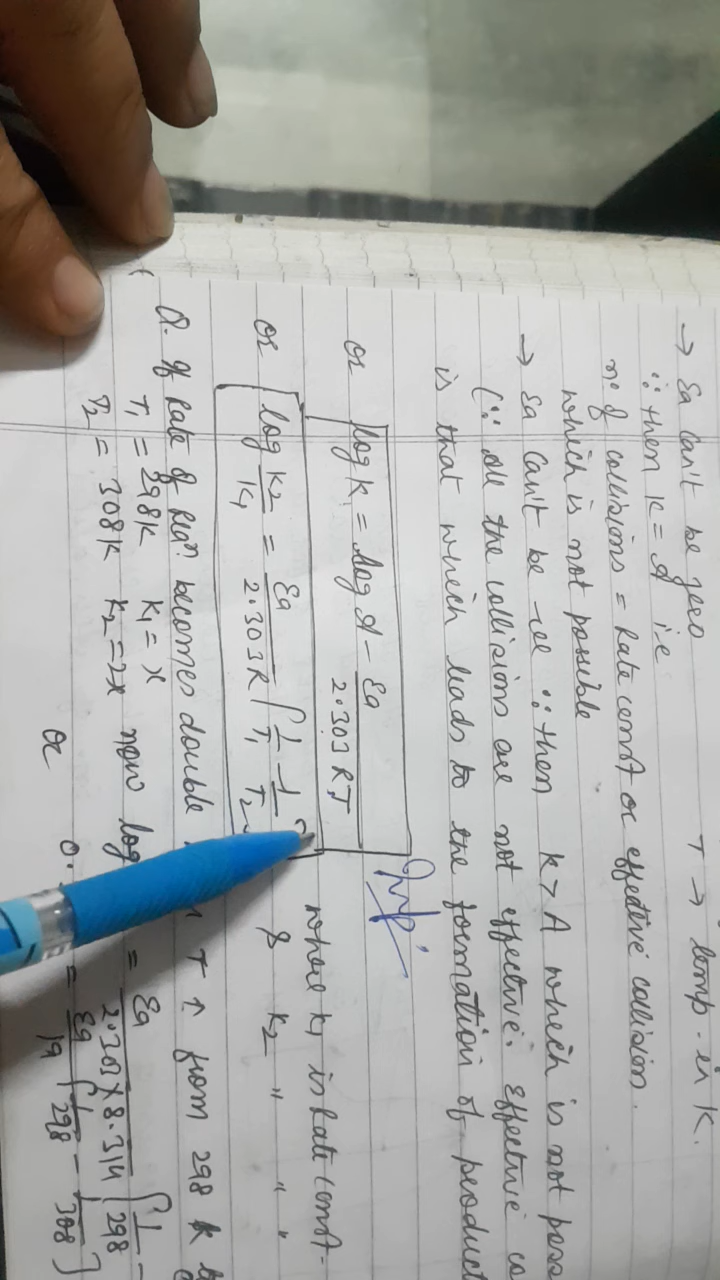 T → temp. in K.
→ Ea can't be zero
∵ then K = A i.e
no. of collisions = Rate const or effective collision.
which is not possible
→ Ea can't be -ve ∵ then K > A which is not poss
(∵ all the collisions are not effective. effective co
is that which leads to the formation of product
or log K = log A - Ea / 2.303 RT Imp.
or log K2/K1 = Ea / 2.303R [1/T1 - 1/T2] where K1 is Rate const.
& K2 " " "
Q. If Rate of Reqn. becomes double T ↑ from 298 K
T1 = 298K K1 = x
T2 = 308K K2 = 2x now log = Ea / 2.303 × 8.314 [1/298 -
or 0. = Ea / 19 [1/298 - 1/308]